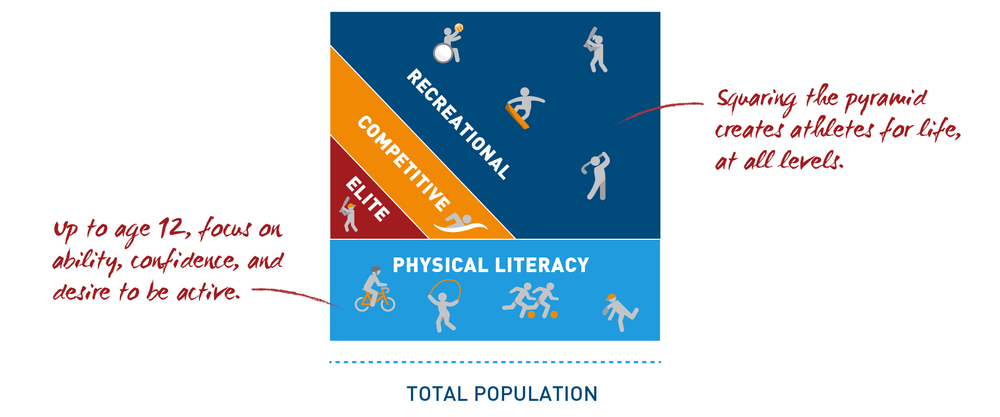 RECREATIONAL
COMPETITIVE
ELITE
Squaring the pyramid
creates athletes for life,
at all levels.
Up to age 12, focus on
ability, confidence, and
desire to be active.
PHYSICAL LITERACY
TOTAL POPULATION